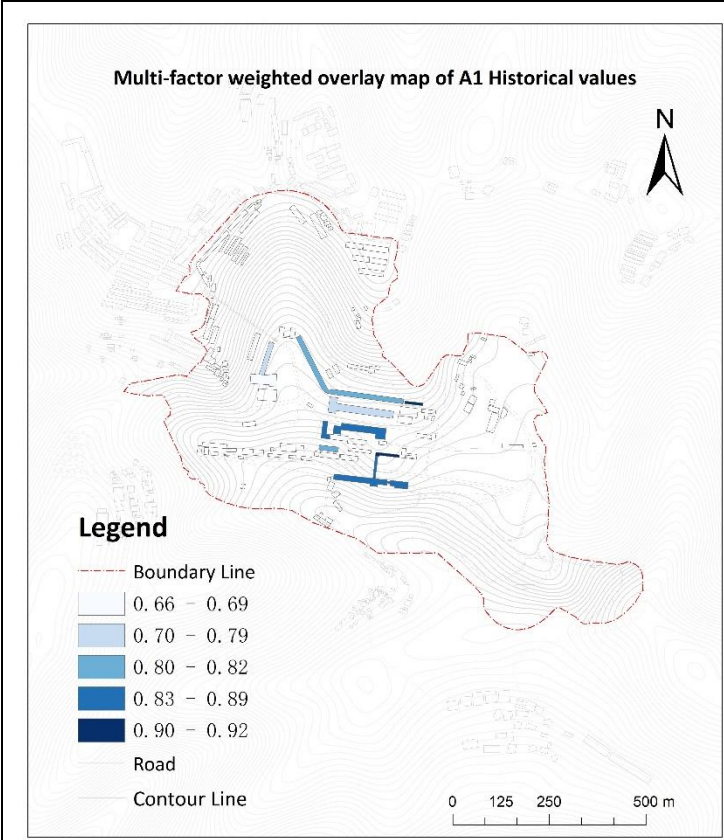 Multi-factor weighted overlay map of A1 Historical values
N
Legend
Boundary Line
0.66 - 0.69
0.70 - 0.79
0.80 - 0.82
0.83 - 0.89
0.90 - 0.92
Road
Contour Line
0 125 250 500 m